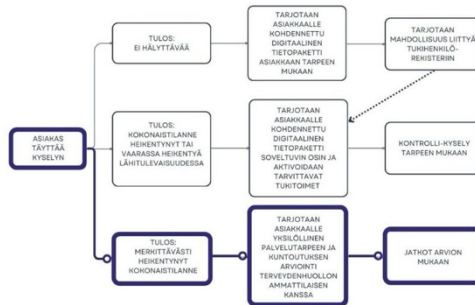 TULOS:
EI HÄLYTTÄVÄÄ
TARJOTAAN
ASIAKKAALLE
KOHDENNETTU
DIGITAALINEN
TIETOPAKETTI
ASIAKKAAN TARPEEN
MUKAAN
TARJOTAAN
MAHDOLLISUUS LIITTYÄ
TUKIHENKILÖ-
REKISTERIIN
ASIAKAS
TÄYTTÄÄ
KYSELYN
TULOS:
KOKONAISTILANNE
HEIKENTYNYT TAI
VAARASSA HEIKENTYÄ
LÄHITULEVAISUUDESSA
TARJOTAAN
ASIAKKAALLE
KOHDENNETTU
DIGITAALINEN
TIETOPAKETTI
SOVELTUVIN OSIN JA
AKTIVOIDAAN
TARVITTAVAT
TUKITOIMET
KONTROLLI-KYSELY
TARPEEN MUKAAN
TULOS:
MERKITTÄVÄSTI
HEIKENTYNYT
KOKONAISTILANNE
TARJOTAAN
ASIAKKAALLE
YKSILÖLLINEN
PALVELUTARPEEN JA
KUNTOUTUKSEN
ARVIOINTI
TERVEYDENHUOLLON
AMMATTILAISEN
KANSSA
JATKOT ARVION
MUKAAN